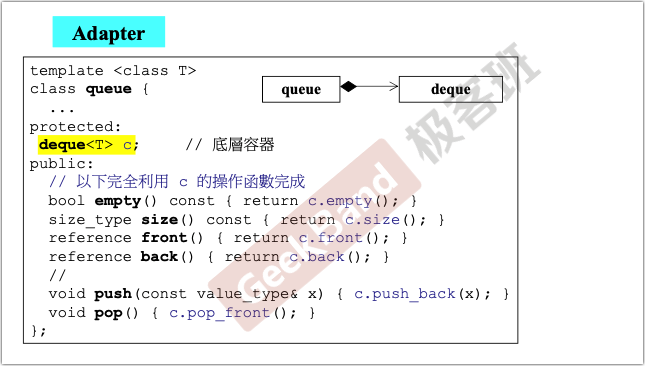 Adapter
template <class T>
class queue {
queue
deque
...
protected:
deque<T> c; // 底層容器
public:
// 以下完全利用 c 的操作函數完成
bool empty() const { return c.empty(); }
size_type size() const { return c.size(); }
reference front() { return c.front(); }
reference back() { return c.back(); }
//
void push(const value_type& x) { c.push_back(x); }
void pop() { c.pop_front(); }
};
GeekBand 极客班